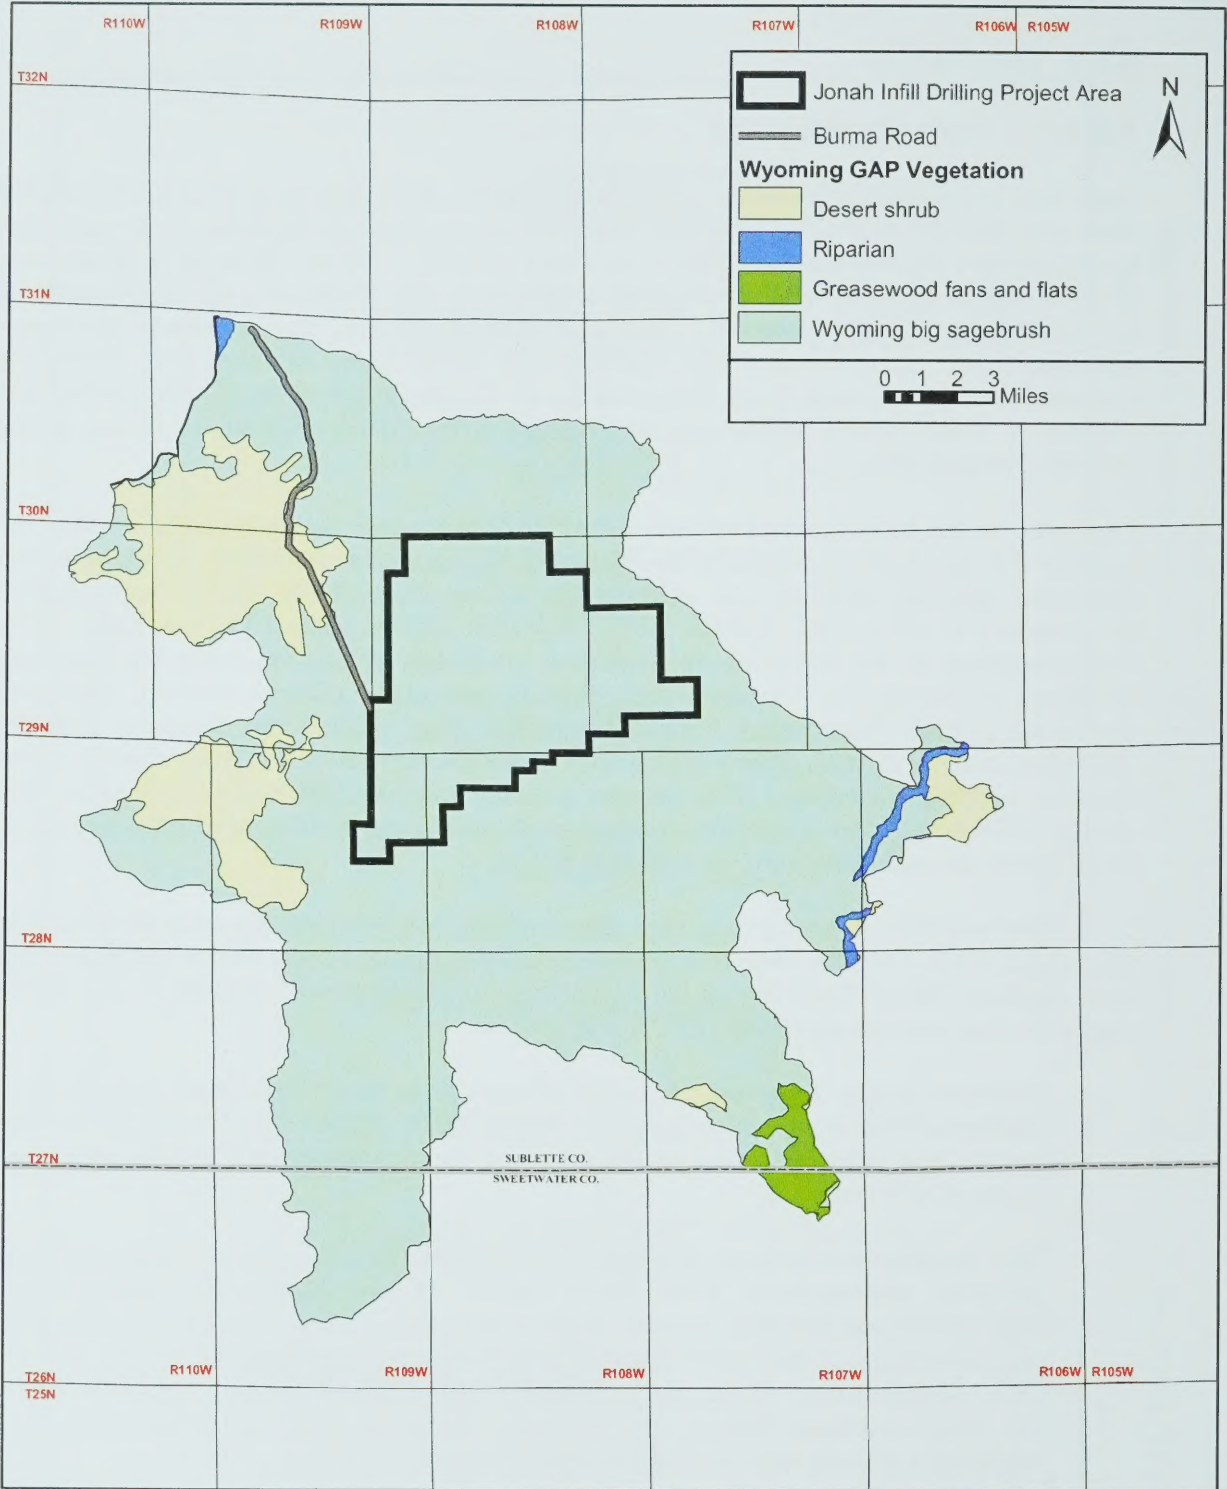 R110W
R109W
R108W
R107W
R106W R105W
T32N
Jonah Infill Drilling Project Area
N
Burma Road
Wyoming GAP Vegetation
Desert shrub
Riparian
Greasewood fans and flats
Wyoming big sagebrush
0 1 2 3
Miles
T31N
T30N
T29N
T28N
T27N
SUBLETTE CO.
SWEETWATER CO.
R110W
R109W
R108W
R107W
R106W R105W
T26N
T25N